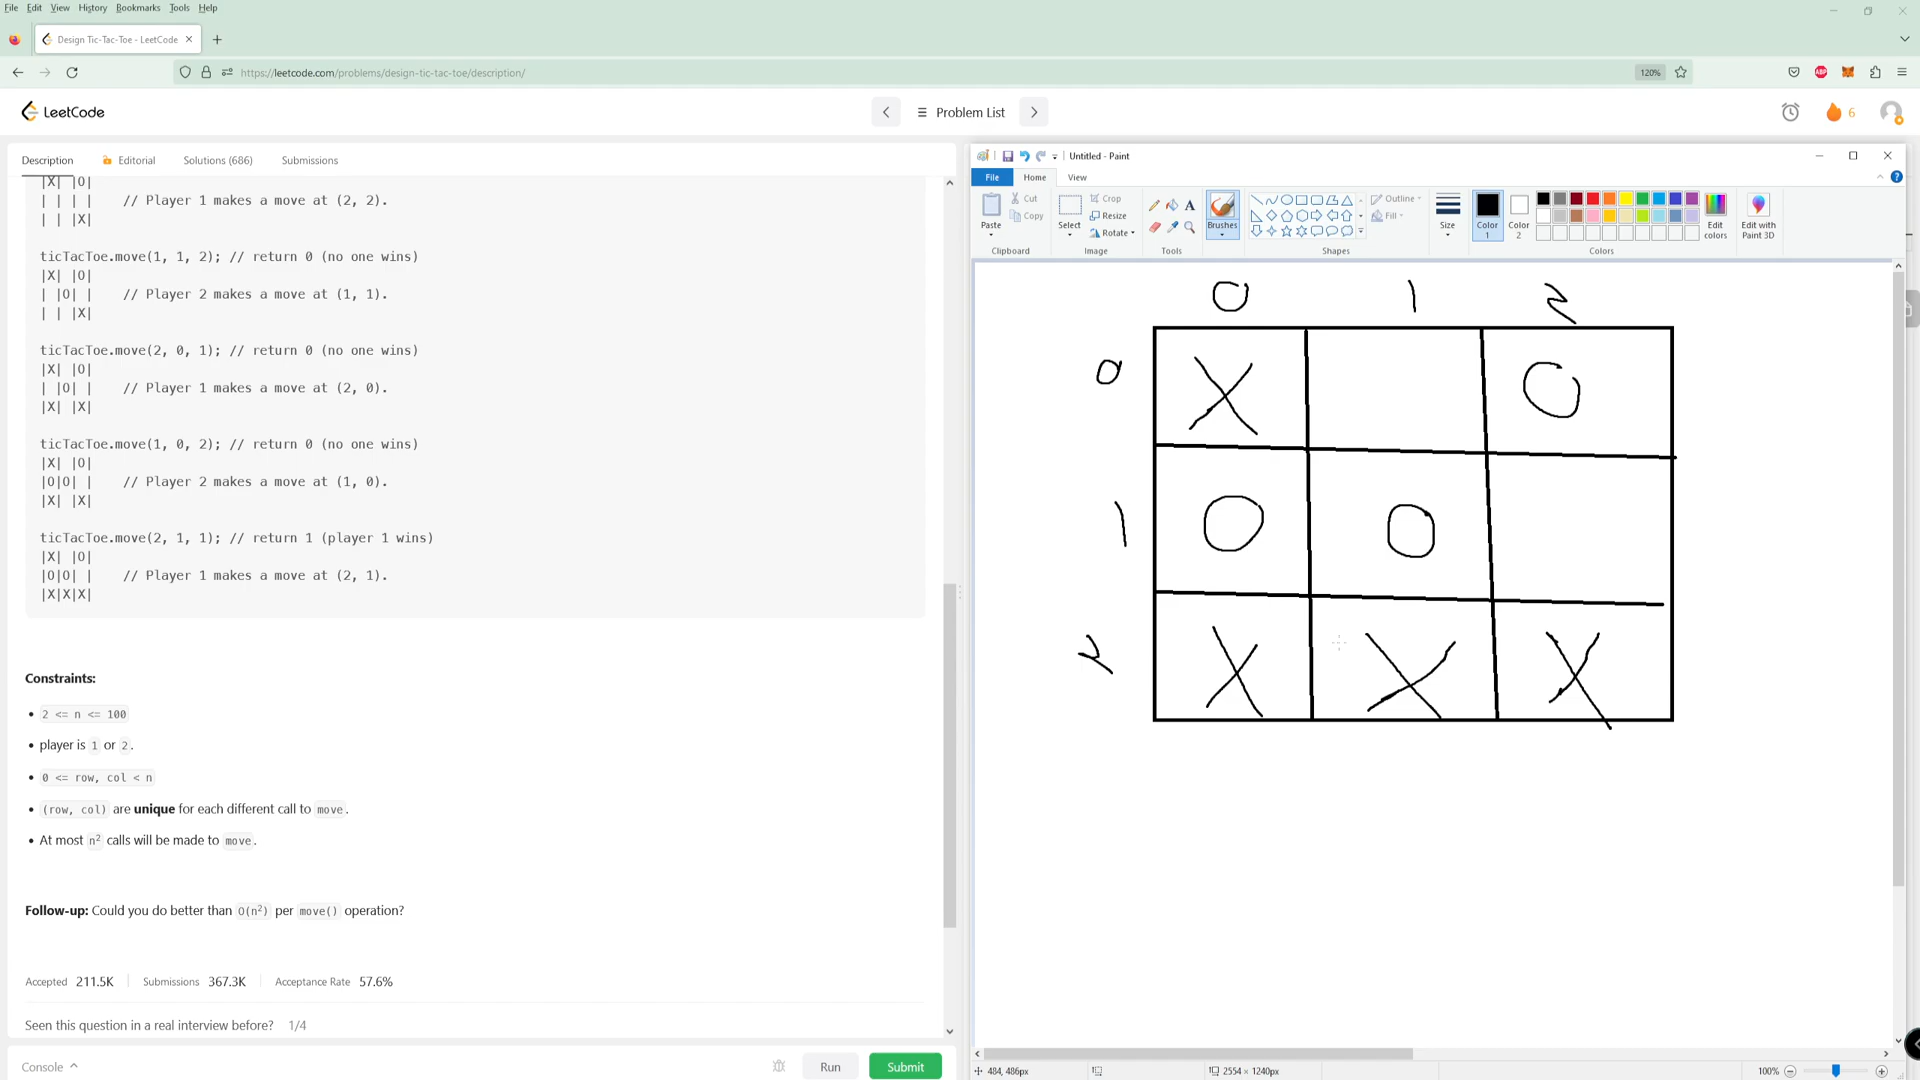 File Edit View History Bookmarks Tools Help
Design Tic-Tac-Toe - LeetCode
https://leetcode.com/problems/design-tic-tac-toe/description/
120%
ABP
LeetCode
Problem List
6
Description Editorial Solutions (686) Submissions
|X| |O|
| | | | // Player 1 makes a move at (2, 2).
| | |X|
ticTacToe.move(1, 1, 2); // return 0 (no one wins)
|X| |O|
| |O| | // Player 2 makes a move at (1, 1).
| | |X|
ticTacToe.move(2, 0, 1); // return 0 (no one wins)
|X| |O|
| |O| | // Player 1 makes a move at (2, 0).
|X| |X|
ticTacToe.move(1, 0, 2); // return 0 (no one wins)
|X| |O|
|O|O| | // Player 2 makes a move at (1, 0).
|X| |X|
ticTacToe.move(2, 1, 1); // return 1 (player 1 wins)
|X| |O|
|O|O| | // Player 1 makes a move at (2, 1).
|X|X|X|
Constraints:
• 2 <= n <= 100
• player is 1 or 2.
• 0 <= row, col < n
• (row, col) are unique for each different call to move.
• At most n² calls will be made to move.
Follow-up: Could you do better than O(n²) per move() operation?
Accepted 211.5K Submissions 367.3K Acceptance Rate 57.6%
Seen this question in a real interview before? 1/4
Console
Run Submit
Untitled - Paint
File Home View
Paste
Cut
Copy
Clipboard
Select
Crop
Resize
Rotate
Image
A
Tools
Brushes
Outline
Fill
Shapes
Size
Color 1
Color 2
Edit colors
Edit with Paint 3D
Colors
0 1 2
0 X O
1 O O
2 X X X
484, 486px
2554 × 1240px
100%